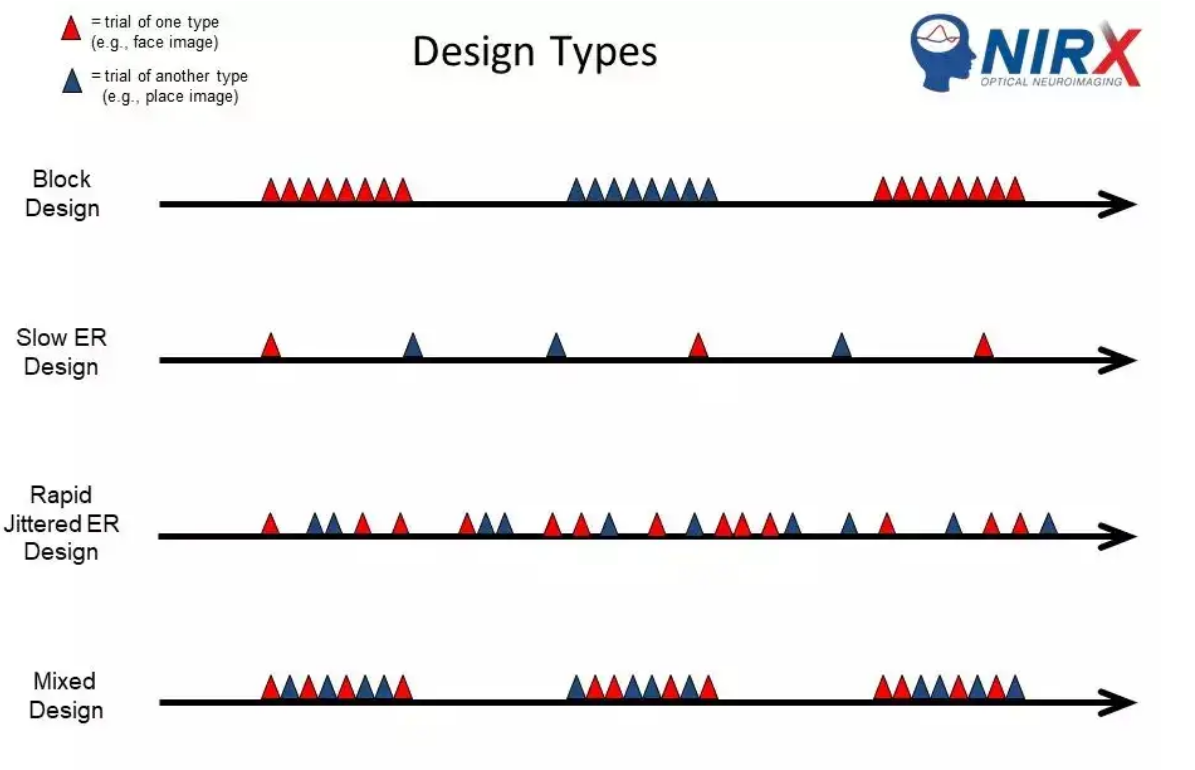 = trial of one type
(e.g., face image)
= trial of another type
(e.g., place image)
Design Types
NIRX
OPTICAL NEUROIMAGING
Block
Design
Slow ER
Design
Rapid
Jittered ER
Design
Mixed
Design